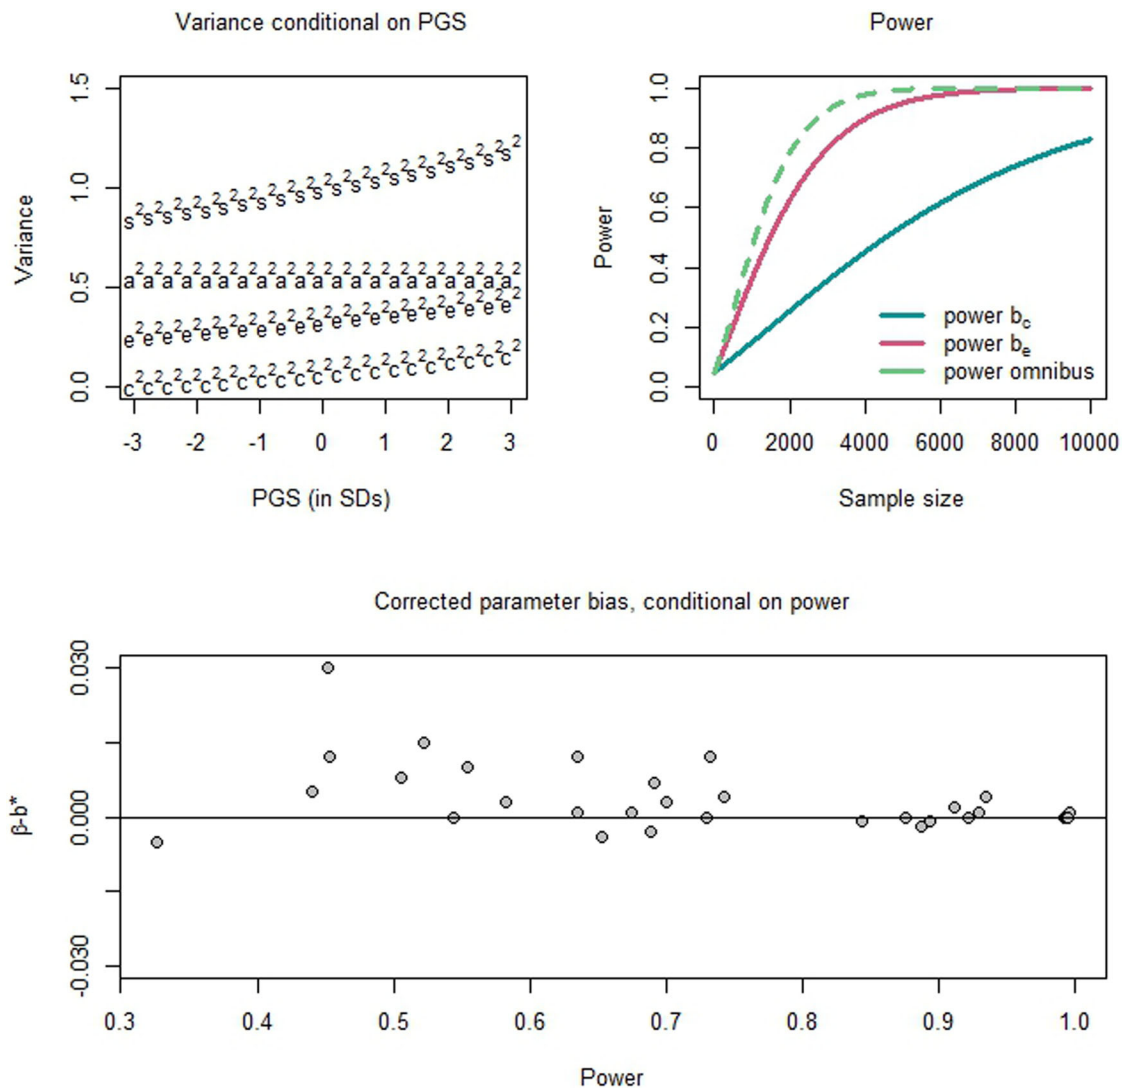 Variance conditional on PGS
Variance
1.5
1.0
0.5
0.0
s²s²s²s²s²s²s²s²s²s²s²s²s²s²s²s²s²s²s²s²s²
a²a²a²a²a²a²a²a²a²a²a²a²a²a²a²a²a²a²a²a²a²
e²e²e²e²e²e²e²e²e²e²e²e²e²e²e²e²e²e²e²e²e²
c²c²c²c²c²c²c²c²c²c²c²c²c²c²c²c²c²c²c²c²c²
-3 -2 -1 0 1 2 3
PGS (in SDs)
Power
Power
1.0
0.8
0.6
0.4
0.2
0.0
power b_c
power b_e
power omnibus
0 2000 4000 6000 8000 10000
Sample size
Corrected parameter bias, conditional on power
β-b*
0.030
0.000
-0.030
0.3 0.4 0.5 0.6 0.7 0.8 0.9 1.0
Power